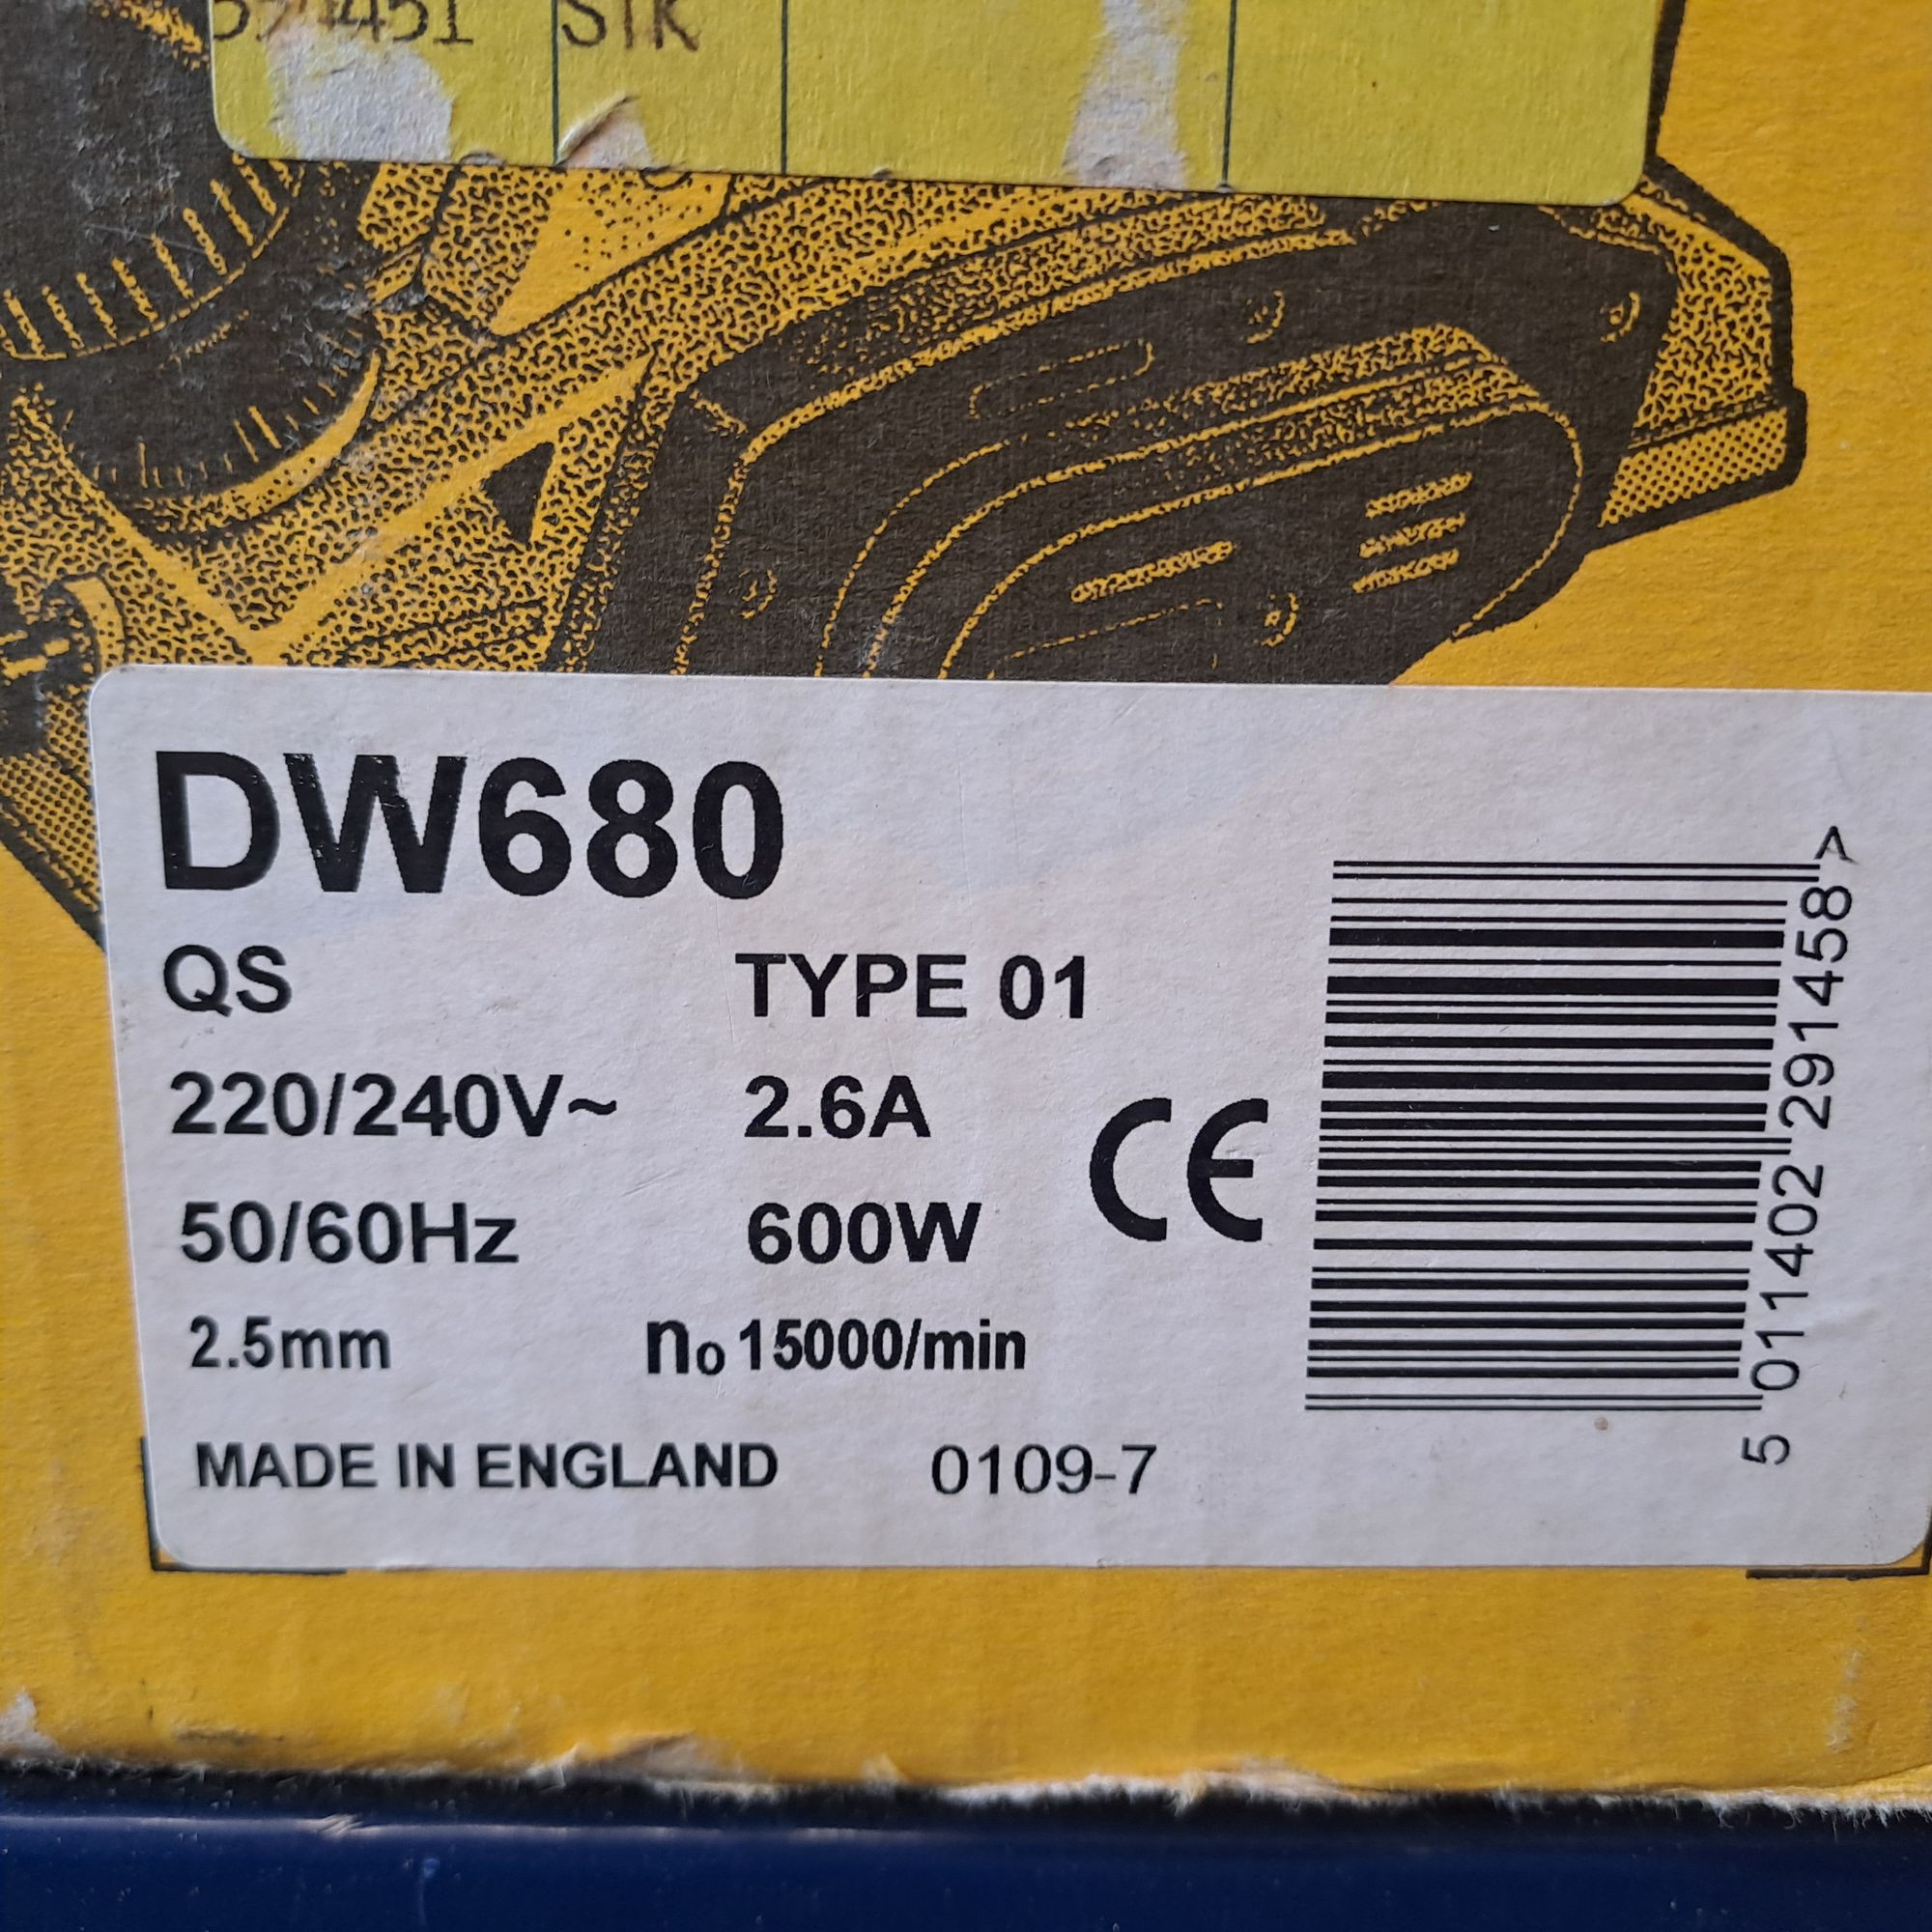 STK
DW680
QS TYPE 01
220/240V~ 2.6A
50/60Hz 600W
CE
2.5mm no 15000/min
MADE IN ENGLAND 0109-7
5 011402 291458 >